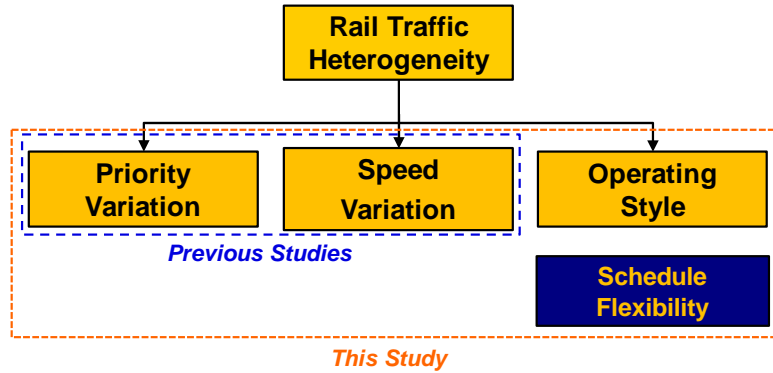 Rail Traffic
Heterogeneity
Priority
Variation
Speed
Variation
Operating
Style
Previous Studies
Schedule
Flexibility
This Study